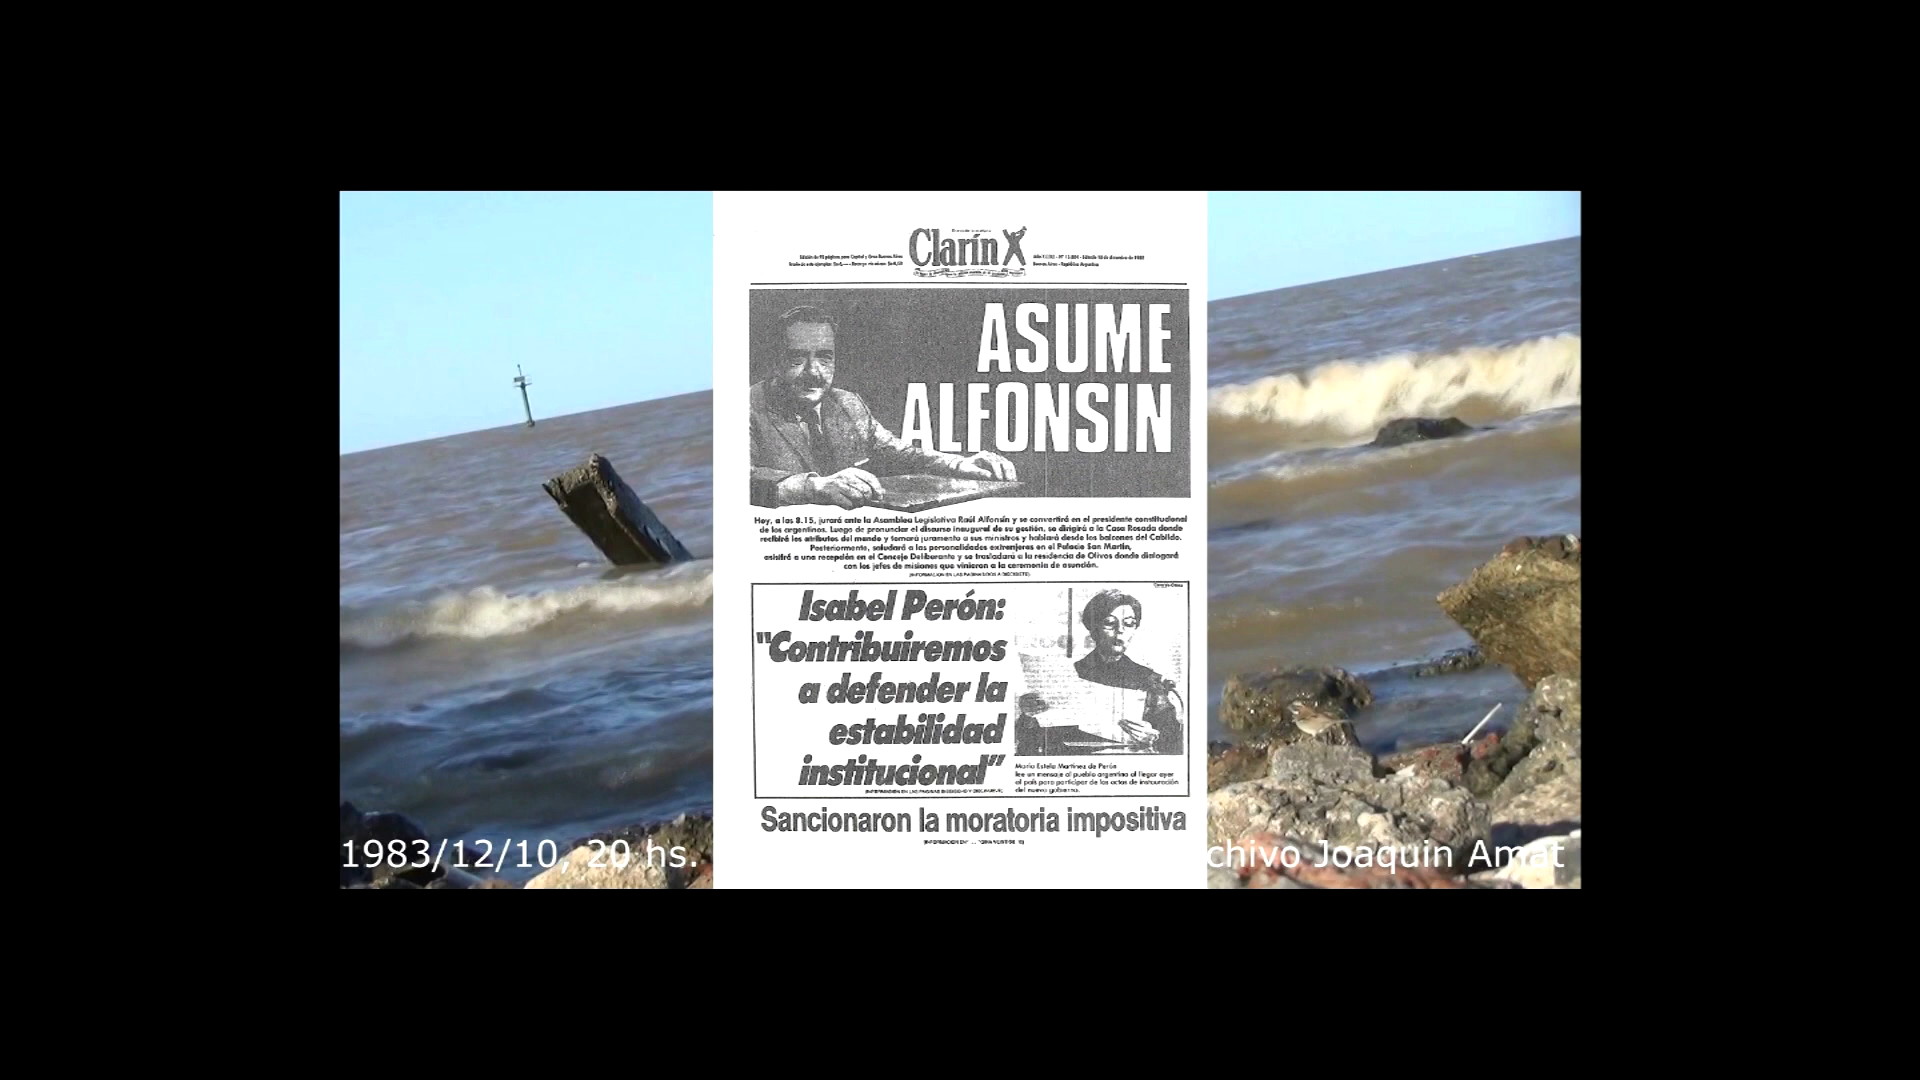 Clarín
ASUME
ALFONSIN
Hoy, a las 8.15, jurará ante la Asamblea Legislativa Raúl Alfonsín y se convertirá en el presidente constitucional
de los argentinos. Luego de pronunciar el discurso inaugural de su gestión, se dirigirá a la Casa Rosada donde
recibirá los atributos del mando y tomará juramento a sus ministros y hablará desde los balcones del Cabildo.
Posteriormente, saludará a las personalidades extranjeras en el Palacio San Martín,
asistirá a una recepción en el Concejo Deliberante y se trasladará a la residencia de Olivos donde dialogará
con los jefes de misiones que vinieron a la ceremonia de asunción.
Isabel Perón:
"Contribuiremos
a defender la
estabilidad
institucional"
María Estela Martínez de Perón
lee un mensaje al pueblo argentino al llegar ayer
al país para participar de los actos de instauración
del nuevo gobierno.
Sancionaron la moratoria impositiva
1983/12/10, 20 hs.
chivo Joaquin Amat